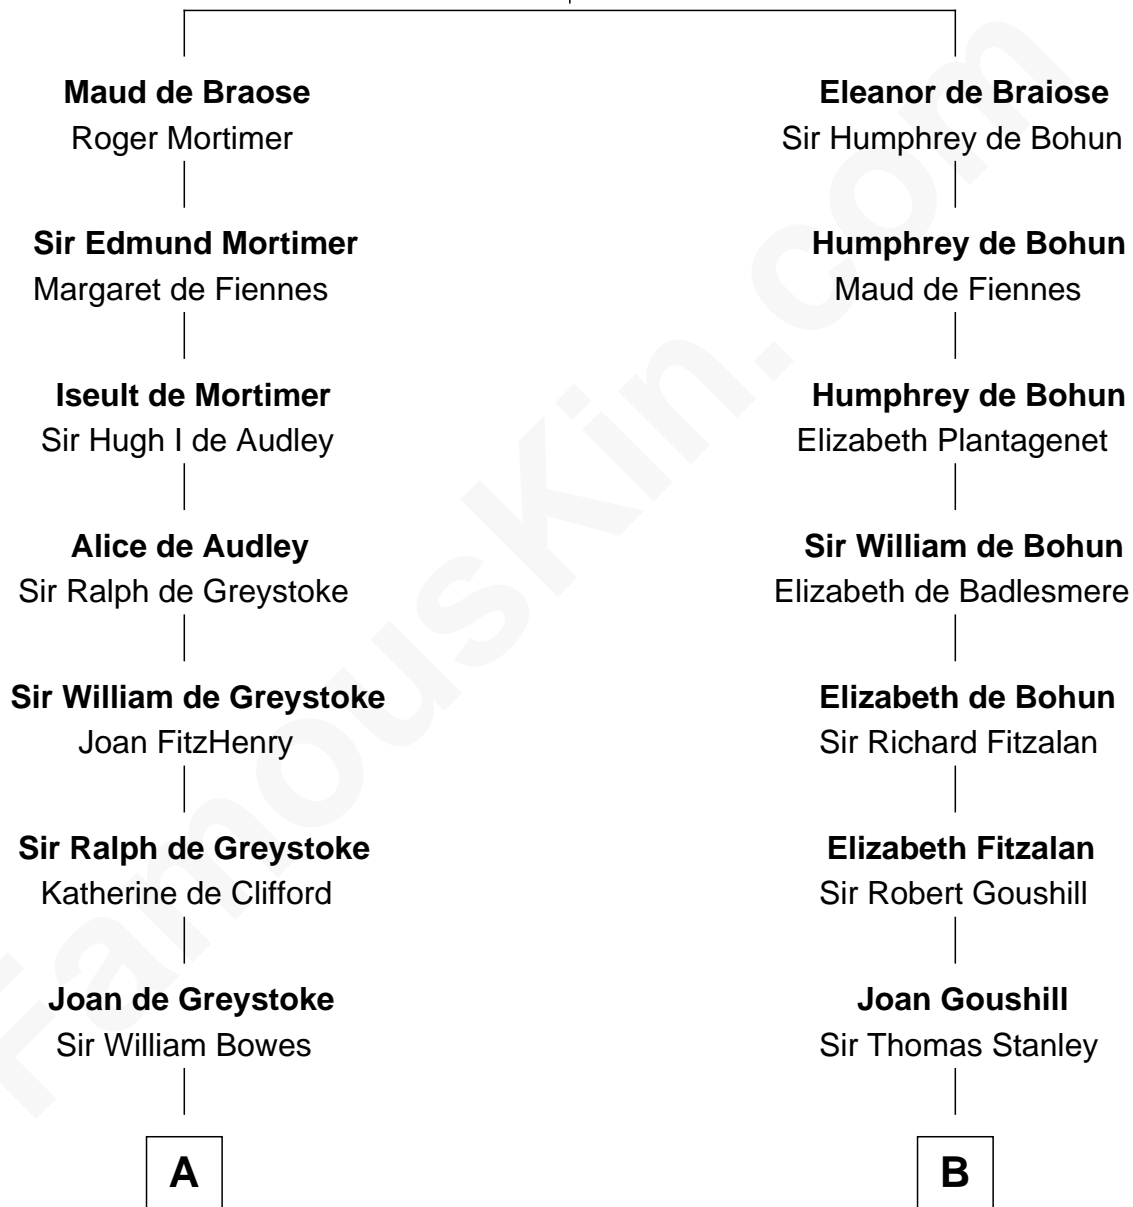 Maud de Braose
Roger Mortimer
Eleanor de Braiose
Sir Humphrey de Bohun
Sir Edmund Mortimer
Margaret de Fiennes
Humphrey de Bohun
Maud de Fiennes
Iseult de Mortimer
Sir Hugh I de Audley
Humphrey de Bohun
Elizabeth Plantagenet
Alice de Audley
Sir Ralph de Greystoke
Sir William de Bohun
Elizabeth de Badlesmere
Sir William de Greystoke
Joan FitzHenry
Elizabeth de Bohun
Sir Richard Fitzalan
Sir Ralph de Greystoke
Katherine de Clifford
Elizabeth Fitzalan
Sir Robert Goushill
Joan de Greystoke
Sir William Bowes
Joan Goushill
Sir Thomas Stanley
A
B
FamousKin.com